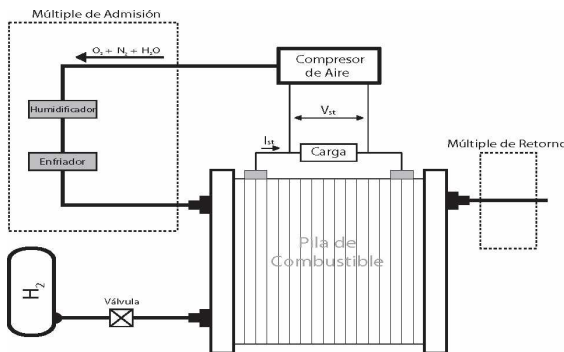 Múltiple de Admisión
O₂ + N₂ + H₂O
Compresor
de Aire
Humidificador
Enfriador
Vst
Ist
Carga
Múltiple de Retorno
Pila de
Combustible
H₂
Válvula